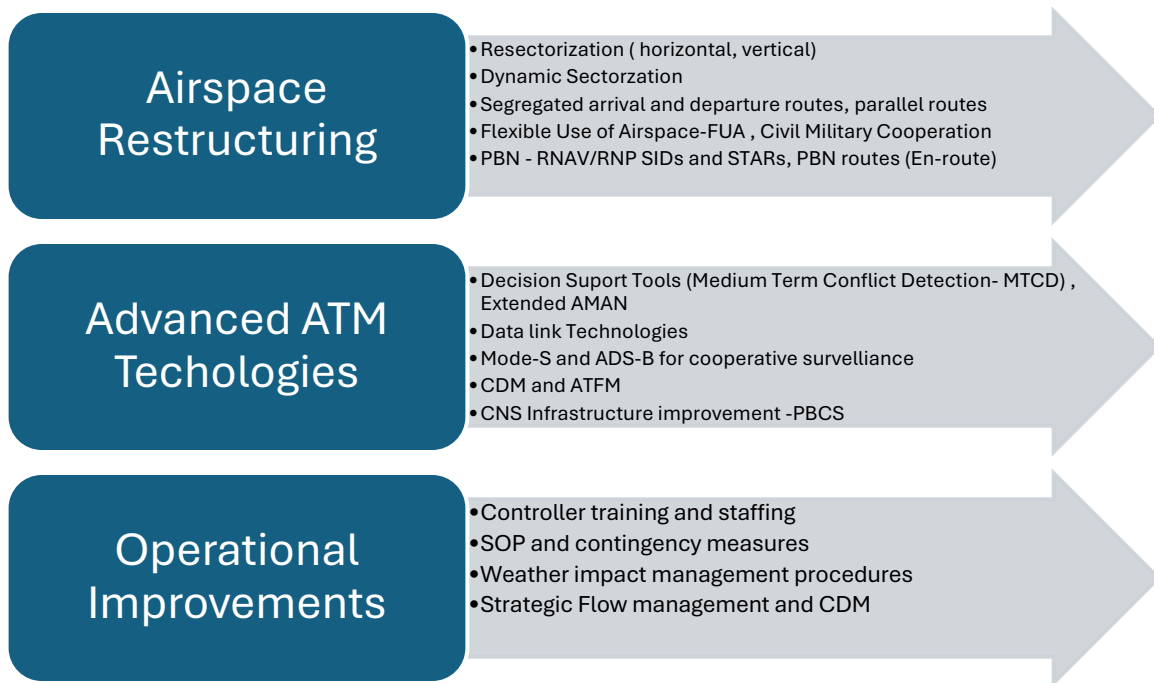 Airspace
Restructuring
•Resectorization ( horizontal, vertical)
•Dynamic Sectorzation
•Segregated arrival and departure routes, parallel routes
•Flexible Use of Airspace-FUA , Civil Military Cooperation
•PBN - RNAV/RNP SIDs and STARs, PBN routes (En-route)
Advanced ATM
Techologies
•Decision Suport Tools (Medium Term Conflict Detection- MTCD) ,
Extended AMAN
•Data link Technologies
•Mode-S and ADS-B for cooperative survelliance
•CDM and ATFM
•CNS Infrastructure improvement -PBCS
Operational
Improvements
•Controller training and staffing
•SOP and contingency measures
•Weather impact management procedures
•Strategic Flow management and CDM